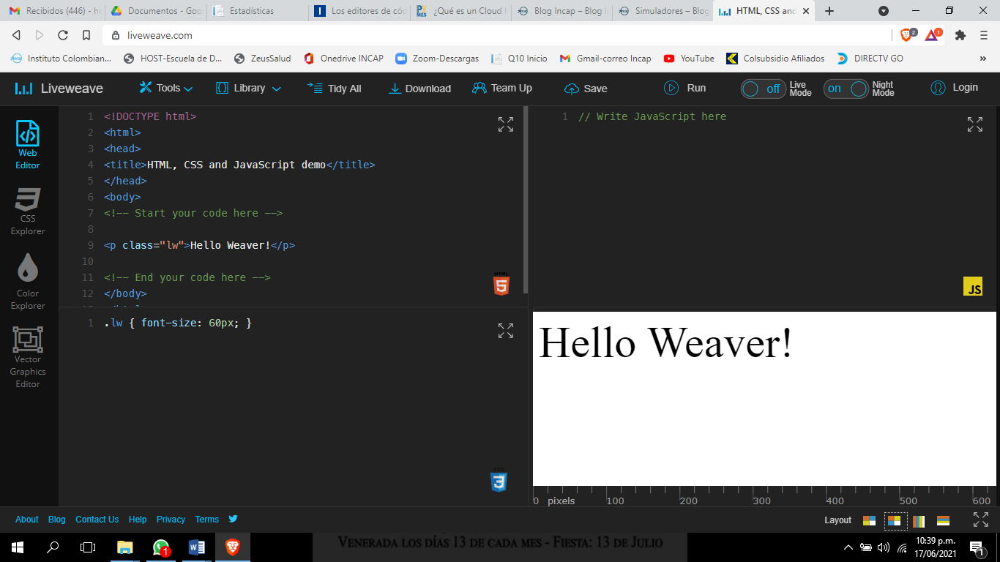 Recibidos (446) - he
Documentos - Goo
Estadísticas
Los editores de cód
¿Qué es un Cloud
Blog Incap – Blog I
Simuladores – Blog
HTML, CSS and
liveweave.com
2
1
Instituto Colombian...
HOST-Escuela de D...
ZeusSalud
Onedrive INCAP
Zoom-Descargas
Q10 Inicio
Gmail-correo Incap
YouTube
Colsubsidio Afiliados
DIRECTV GO
»
Liveweave
Tools
Library
Tidy All
Download
Team Up
Save
Run
off
Live
Mode
on
Night
Mode
Login
Web
Editor
CSS
Explorer
Color
Explorer
Vector
Graphics
Editor
1 <!DOCTYPE html>
2 <html>
3 <head>
4 <title>HTML, CSS and JavaScript demo</title>
5 </head>
6 <body>
7 <!-- Start your code here -->
8
9 <p class="lw">Hello Weaver!</p>
10
11 <!-- End your code here -->
12 </body>
HTML
5
1 // Write JavaScript here
JS
1 .lw { font-size: 60px; }
CSS
3
Hello Weaver!
0 pixels 100 200 300 400 500 600
About
Blog
Contact Us
Help
Privacy
Terms
Layout
1
VENERADA LOS DÍAS 13 DE CADA MES - FIESTA: 13 DE JULIO
10:39 p.m.
17/06/2021
1